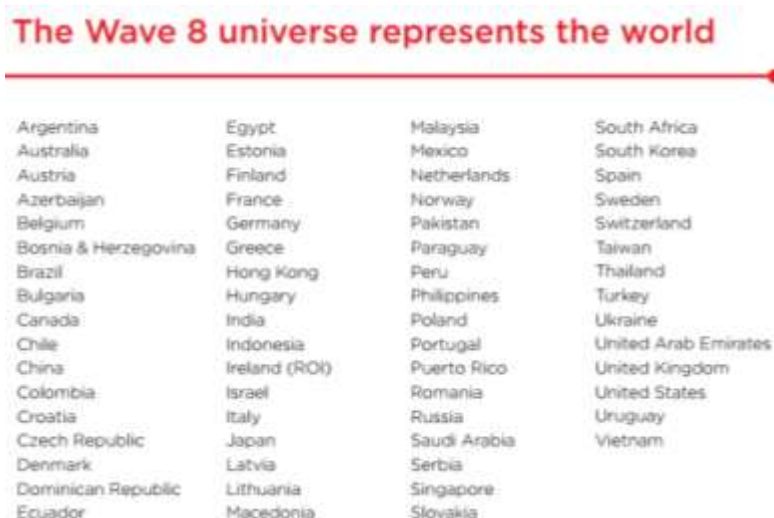 The Wave 8 universe represents the world
Argentina
Australia
Austria
Azerbaijan
Belgium
Bosnia & Herzegovina
Brazil
Bulgaria
Canada
Chile
China
Colombia
Croatia
Czech Republic
Denmark
Dominican Republic
Ecuador
Egypt
Estonia
Finland
France
Germany
Greece
Hong Kong
Hungary
India
Indonesia
Ireland (ROI)
Israel
Italy
Japan
Latvia
Lithuania
Macedonia
Malaysia
Mexico
Netherlands
Norway
Pakistan
Paraguay
Peru
Philippines
Poland
Portugal
Puerto Rico
Romania
Russia
Saudi Arabia
Serbia
Singapore
Slovakia
South Africa
South Korea
Spain
Sweden
Switzerland
Taiwan
Thailand
Turkey
Ukraine
United Arab Emirates
United Kingdom
United States
Uruguay
Vietnam